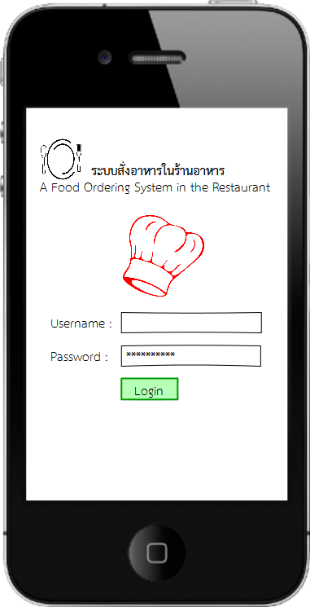 ระบบสั่งอาหารในร้านอาหาร
A Food Ordering System in the Restaurant
Username :
Password : **********
Login